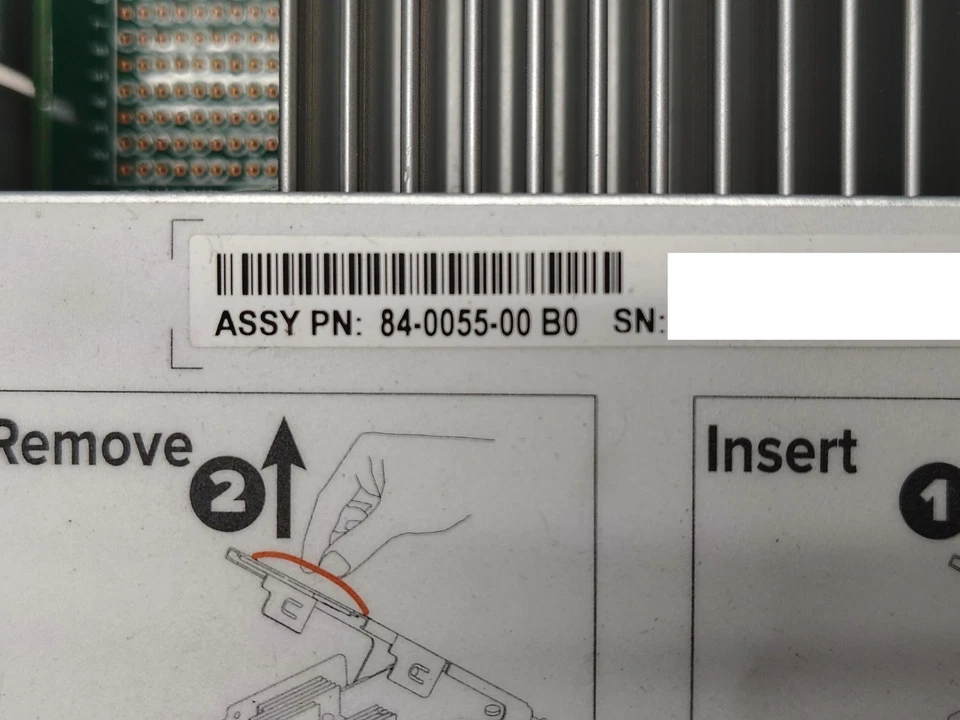 ASSY PN: 84-0055-00 B0 SN:
Remove
2
Insert
1